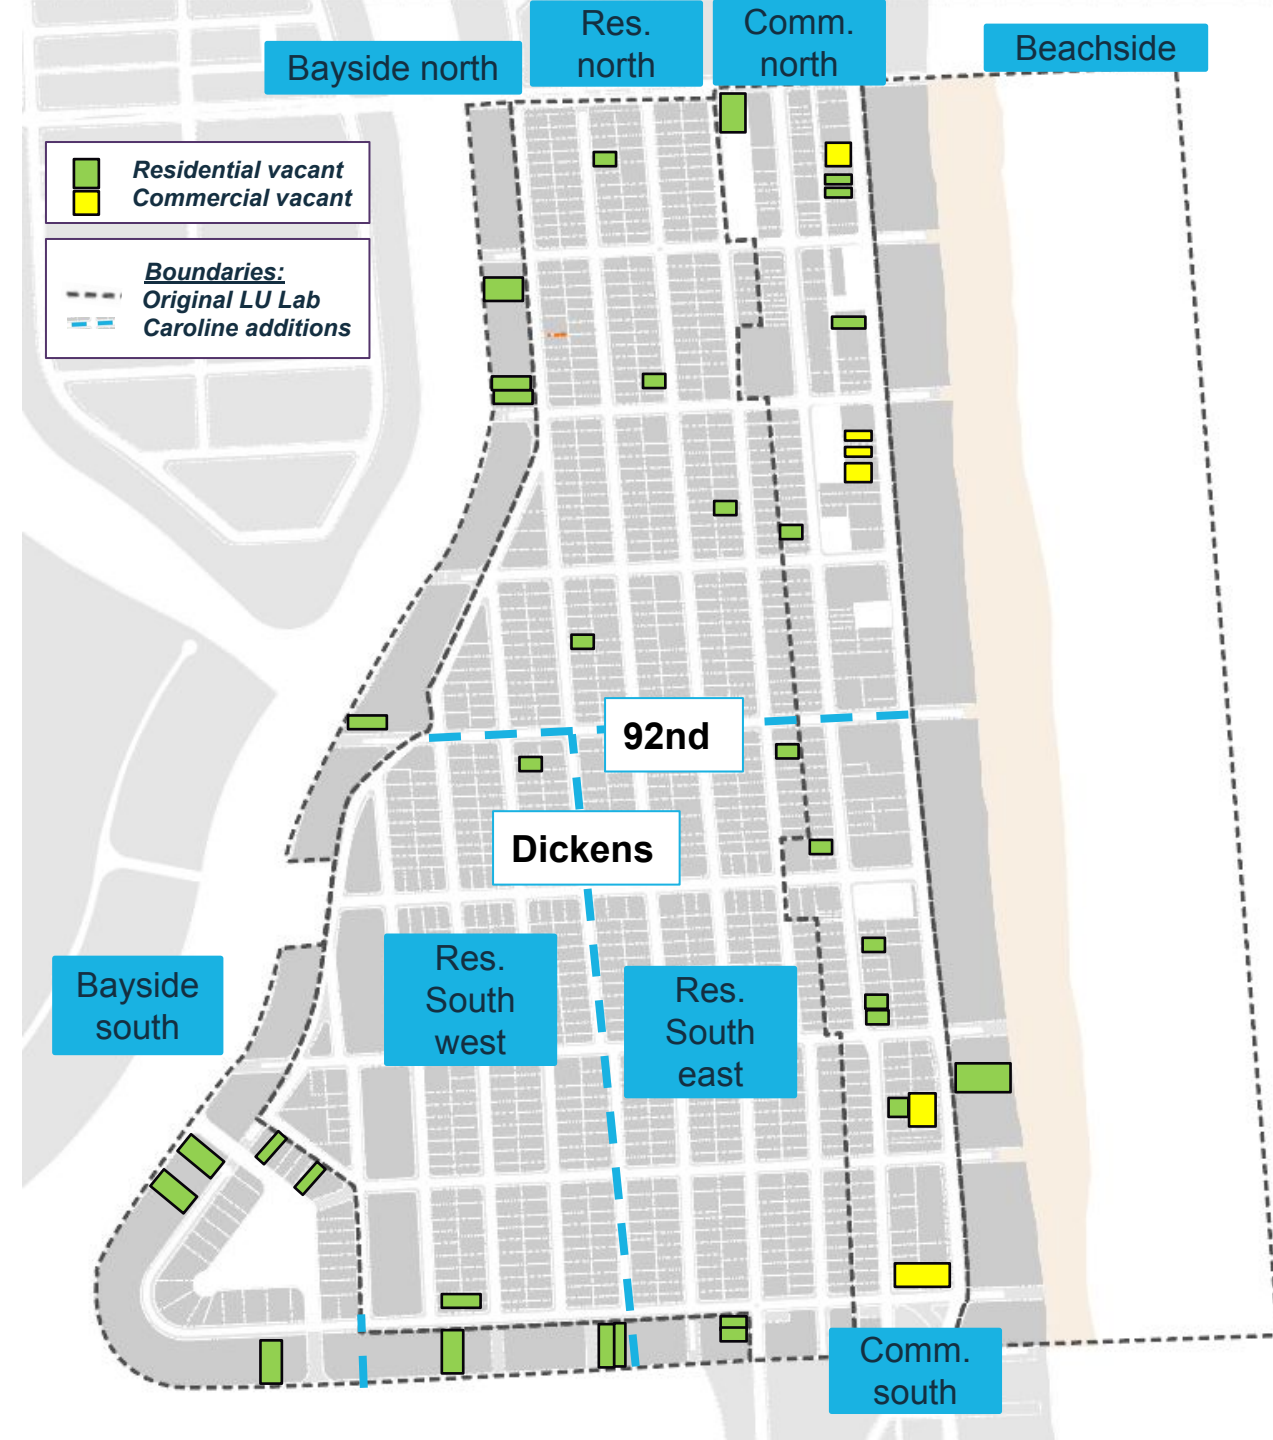 Bayside north
Res.
north
Comm.
north
Beachside
Residential vacant
Commercial vacant
Boundaries:
Original LU Lab
Caroline additions
92nd
Dickens
Bayside
south
Res.
South
west
Res.
South
east
Comm.
south